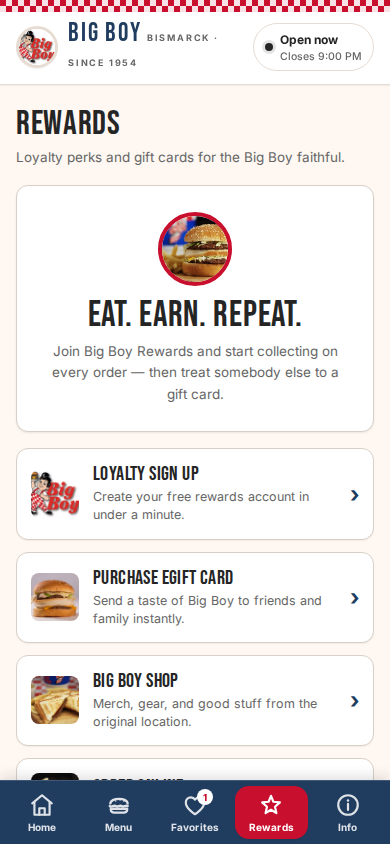 Big Boy
BIG BOY BISMARCK ·
SINCE 1954
Open now
Closes 9:00 PM
REWARDS
Loyalty perks and gift cards for the Big Boy faithful.
EAT. EARN. REPEAT.
Join Big Boy Rewards and start collecting on
every order — then treat somebody else to a
gift card.
Big Boy
LOYALTY SIGN UP
Create your free rewards account in
under a minute.
PURCHASE EGIFT CARD
Send a taste of Big Boy to friends and
family instantly.
BIG BOY SHOP
Merch, gear, and good stuff from the
original location.
1
Home
Menu
Favorites
Rewards
Info